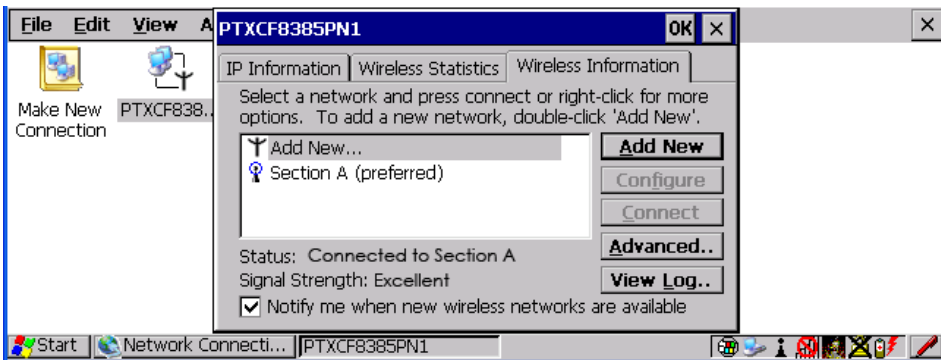 File Edit View A
PTXCF8385PN1 OK
IP Information Wireless Statistics Wireless Information
Make New
Connection
PTXCF838..
Select a network and press connect or right-click for more
options. To add a new network, double-click 'Add New'.
Add New...
Section A (preferred)
Add New
Configure
Connect
Advanced..
View Log..
Status: Connected to Section A
Signal Strength: Excellent
Notify me when new wireless networks are available
Start Network Connecti... PTXCF8385PN1